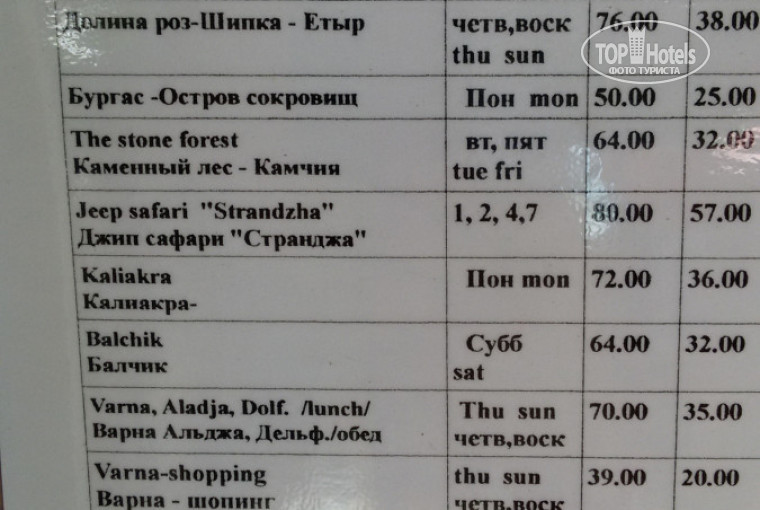 Долина роз-Шипка - Етыр четв,воск 76.00 38.00
thu sun
TOP Hotels
ФОТО ТУРИСТА
Бургас -Остров сокровищ Пон mon 50.00 25.00
The stone forest вт, пят 64.00 32.00
Каменный лес - Камчия tue fri
Jeep safari "Strandzha" 1, 2, 4,7 80.00 57.00
Джип сафари "Странджа"
Kaliakra Пон mon 72.00 36.00
Калиакра-
Balchik Субб 64.00 32.00
Балчик sat
Varna, Aladja, Dolf. /lunch/ Thu sun 70.00 35.00
Варна Альджа, Дельф./обед четв,воск
Varna-shopping thu sun 39.00 20.00
Варна - шопинг четв,воск